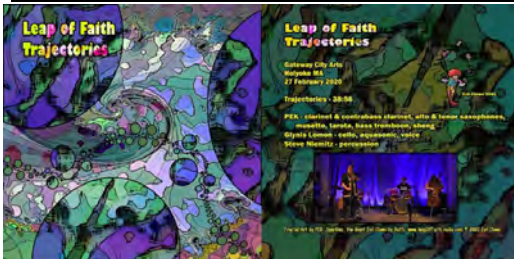 Leap of Faith
Trajectories
Leap of Faith
Trajectories
Gateway City Arts
Holyoke MA
27 February 2020
Trajectories - 38:56
PEK - clarinet & contrabass clarinet, alto & tenor saxophones,
musette, tarota, bass trombone, sheng
Glynis Lomon - cello, aquasonic, voice
Steve Niemitz - percussion